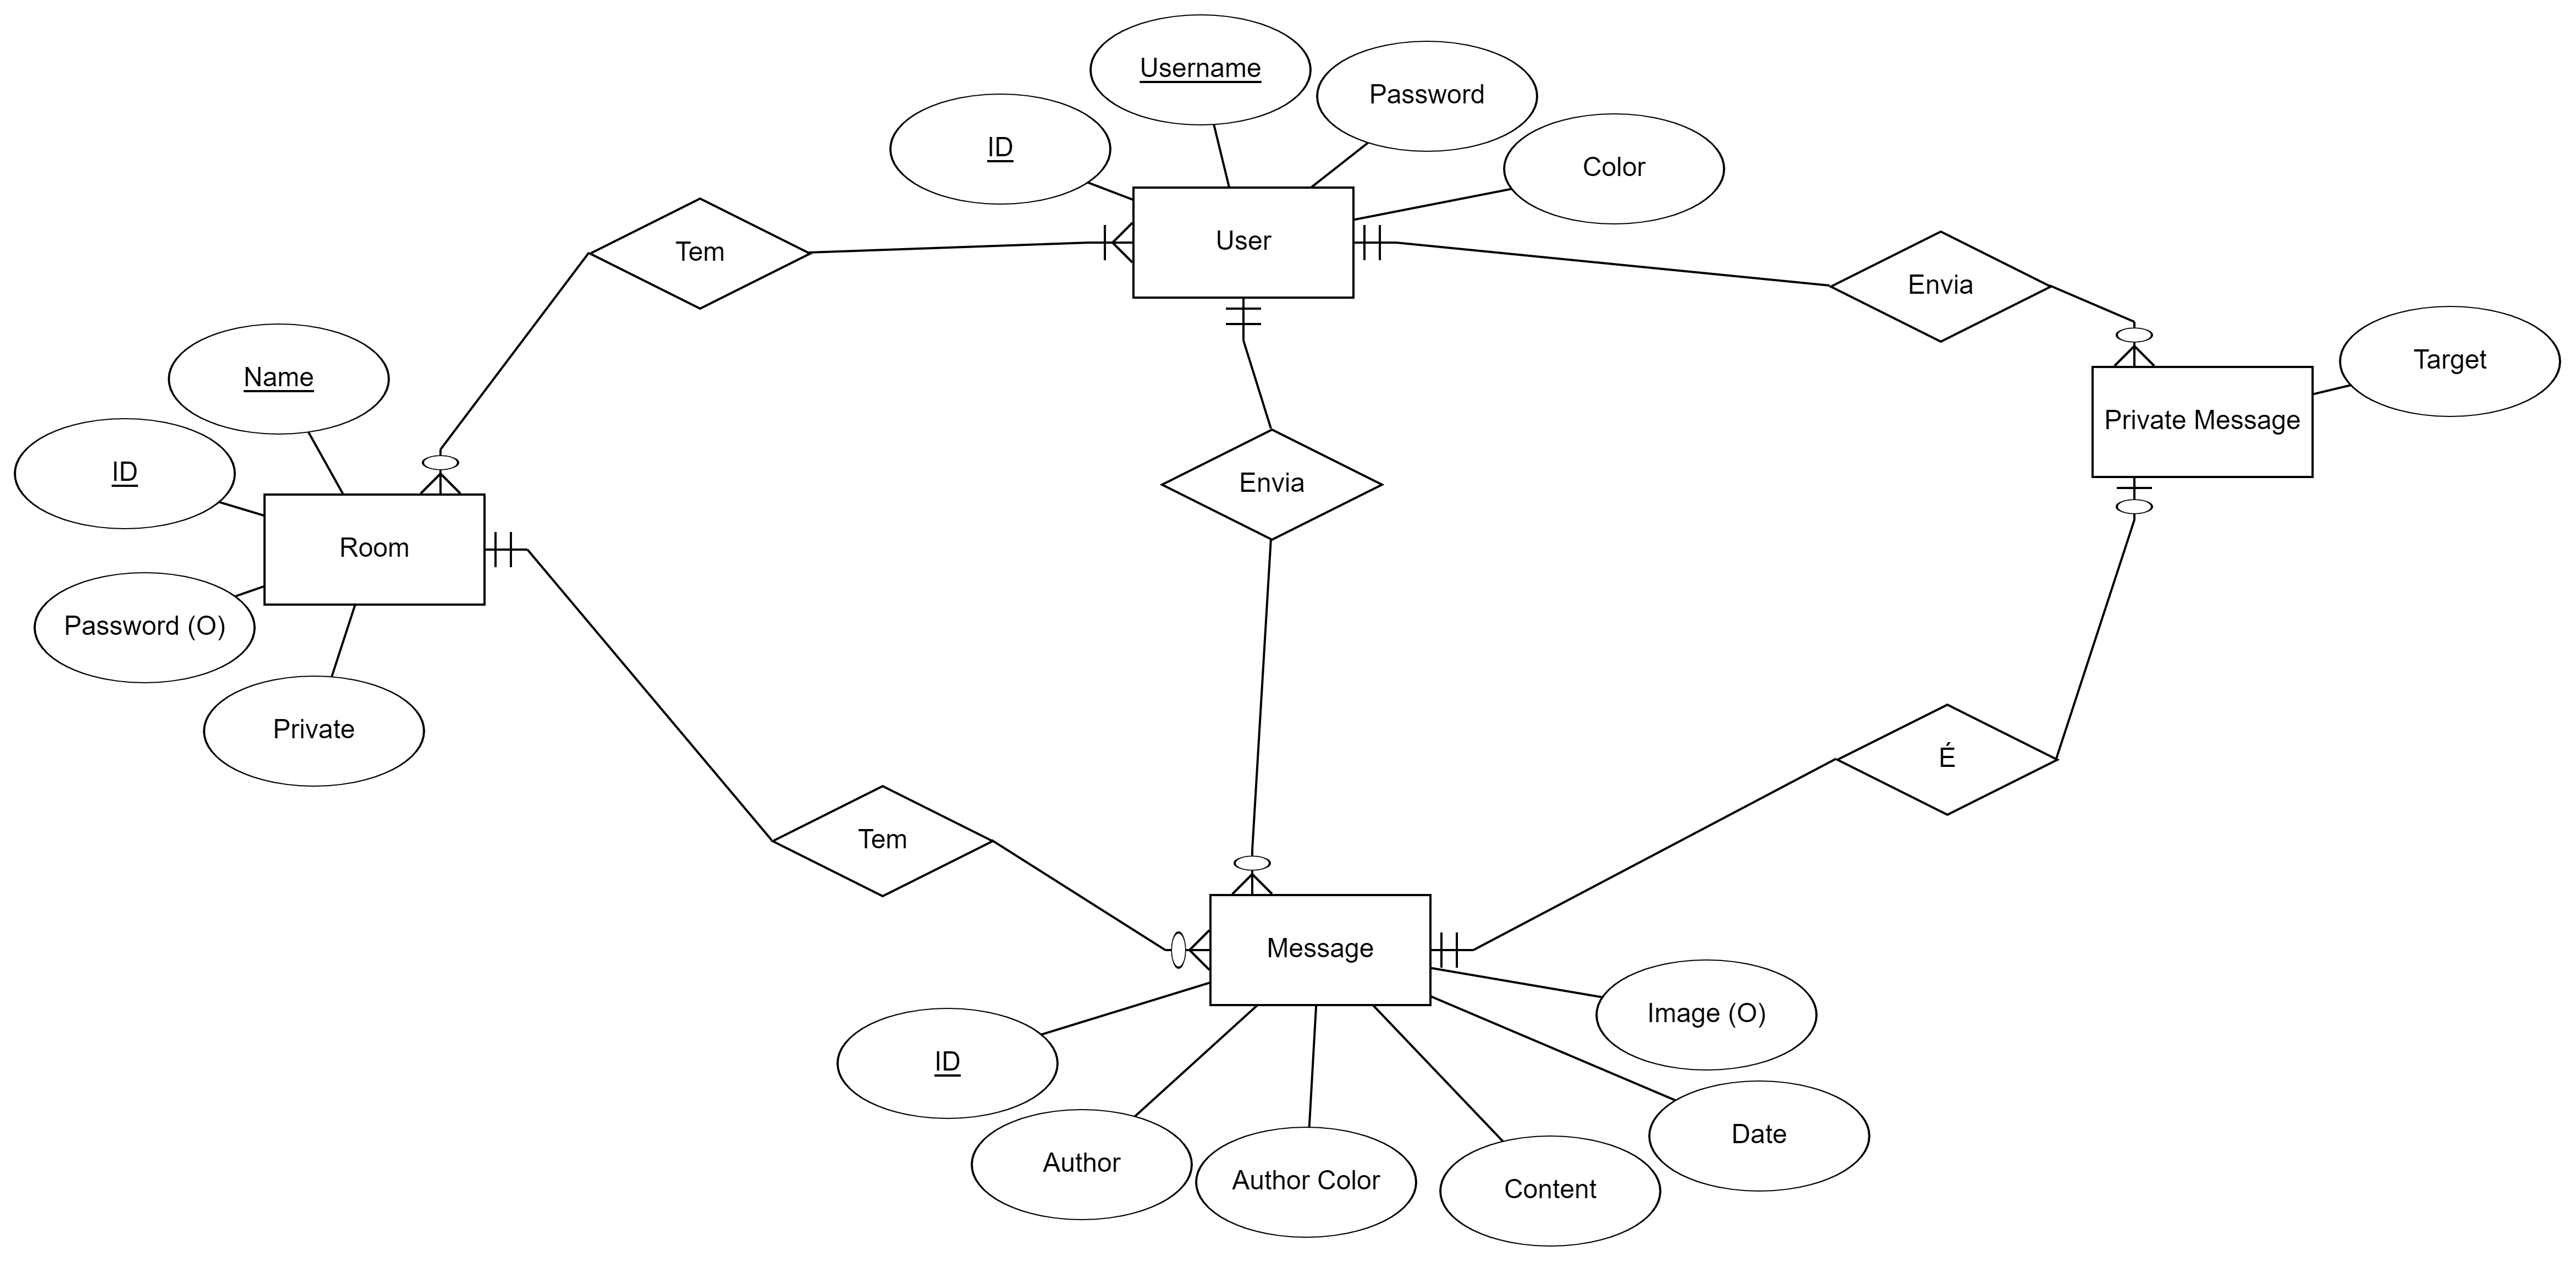 Username
Password
ID
Color
Tem
User
Envia
Target
Name
Private Message
ID
Envia
Room
Password (O)
Private
É
Tem
Message
Image (O)
ID
Date
Author
Author Color
Content